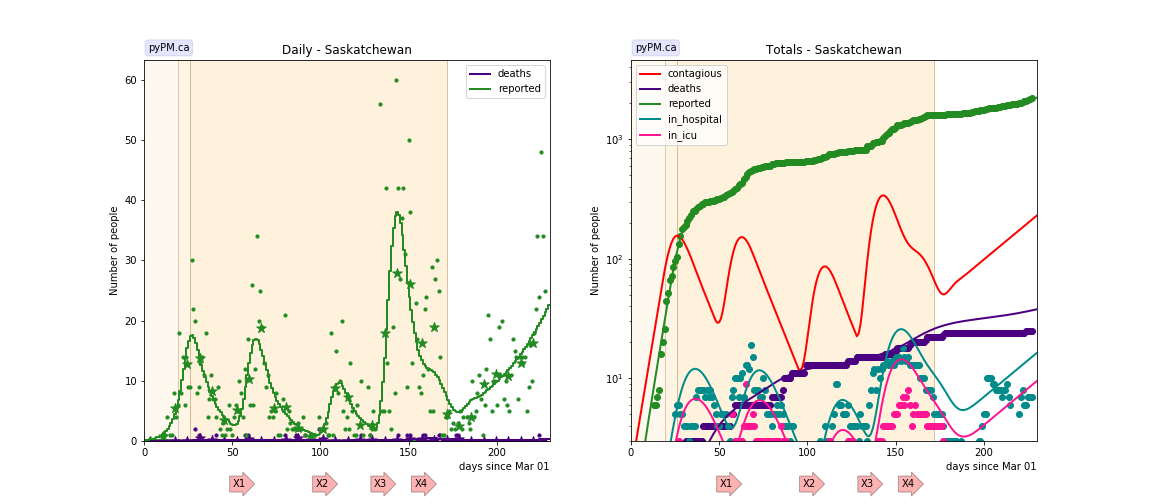 pyPM.ca
Daily - Saskatchewan
deaths
reported
Number of people
60
50
40
30
20
10
0
0
50
100
150
200
days since Mar 01
X1
X2
X3
X4
pyPM.ca
Totals - Saskatchewan
contagious
deaths
reported
in_hospital
in_icu
Number of people
10³
10²
10¹
0
50
100
150
200
days since Mar 01
X1
X2
X3
X4